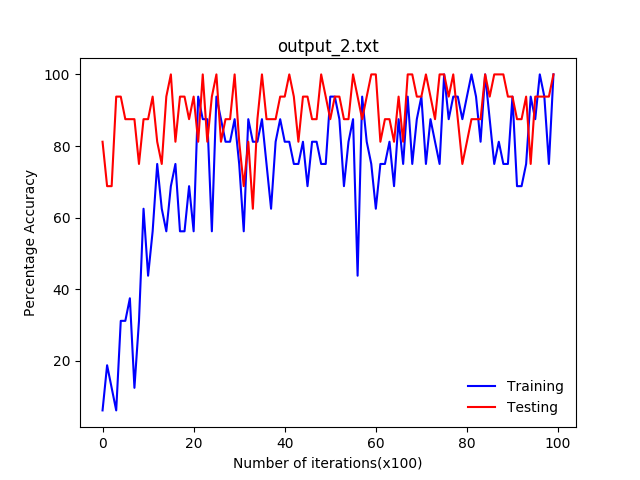 output_2.txt
100
80
60
40
20
Percentage Accuracy
Training
Testing
0 20 40 60 80 100
Number of iterations(x100)